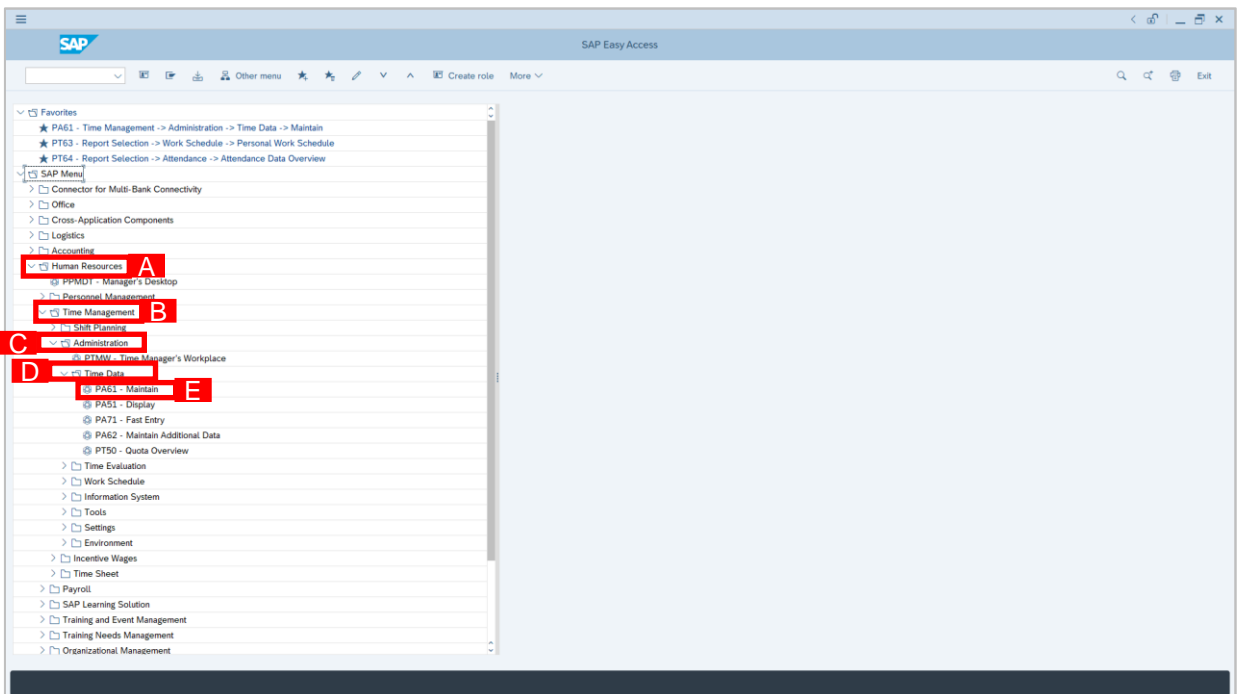 SAP
SAP Easy Access
Other menu Create role More Exit
Favorites
PA61 - Time Management -> Administration -> Time Data -> Maintain
PT63 - Report Selection -> Work Schedule -> Personal Work Schedule
PT64 - Report Selection -> Attendance -> Attendance Data Overview
SAP Menu
Connector for Multi-Bank Connectivity
Office
Cross-Application Components
Logistics
Accounting
Human Resources A
PPMDT - Manager's Desktop
Personnel Management
Time Management B
Shift Planning
C Administration
PTMW - Time Manager's Workplace
D Time Data
PA61 - Maintain E
PA51 - Display
PA71 - Fast Entry
PA62 - Maintain Additional Data
PT50 - Quota Overview
Time Evaluation
Work Schedule
Information System
Tools
Settings
Environment
Incentive Wages
Time Sheet
Payroll
SAP Learning Solution
Training and Event Management
Training Needs Management
Organizational Management